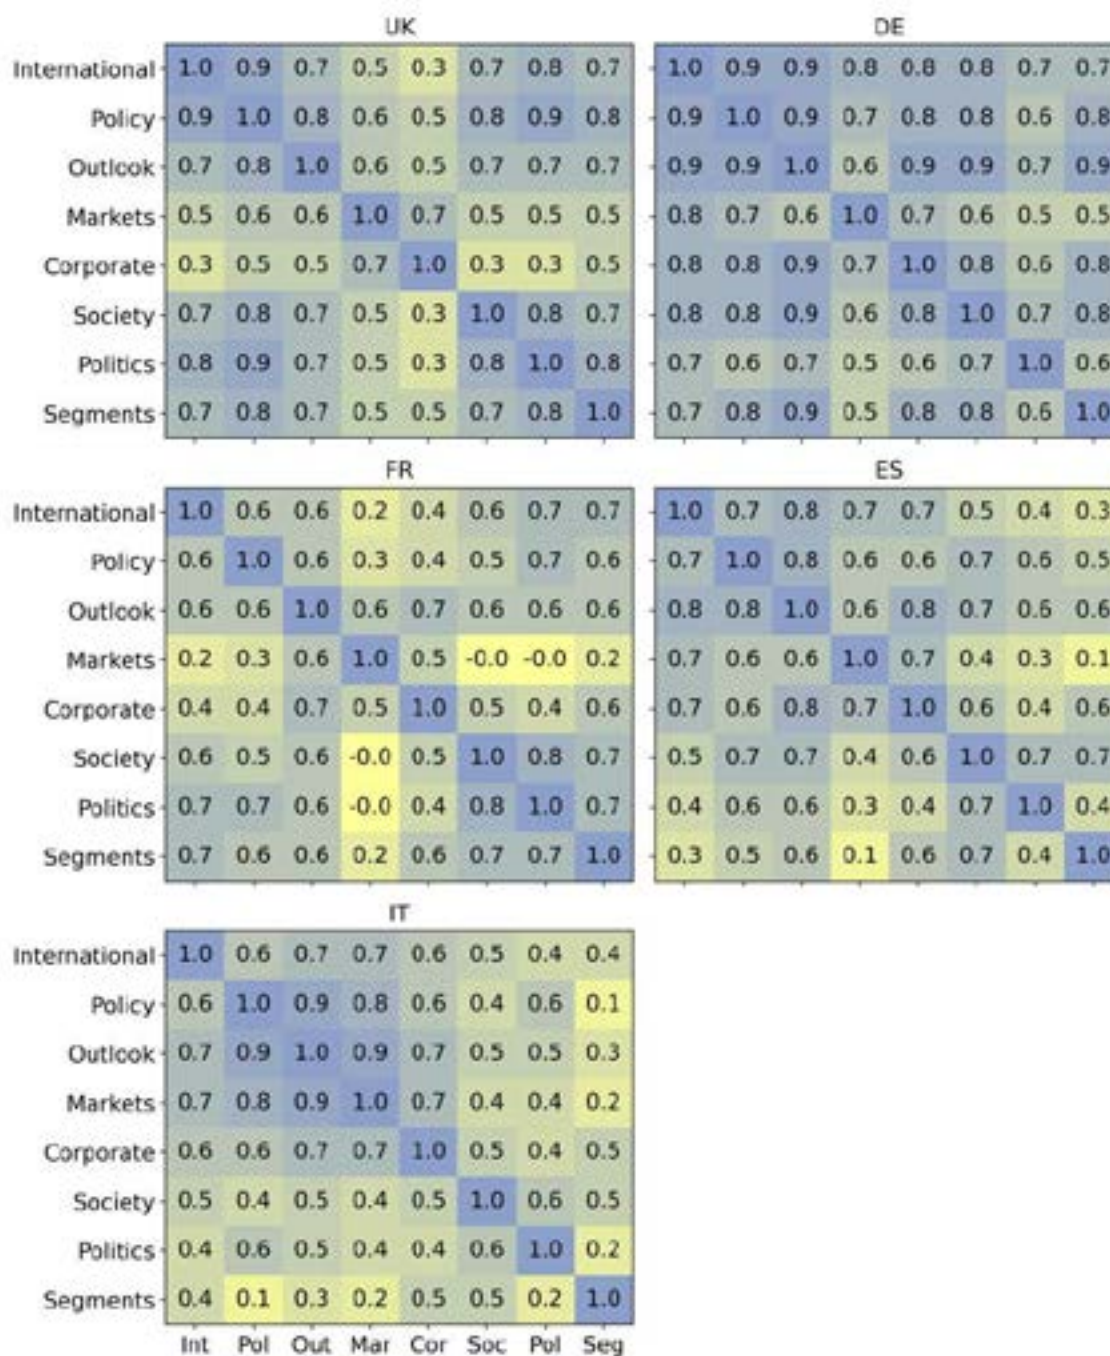 UK DE
International 1.0 0.9 0.7 0.5 0.3 0.7 0.8 0.7 1.0 0.9 0.9 0.8 0.8 0.8 0.7 0.7
Policy 0.9 1.0 0.8 0.6 0.5 0.8 0.9 0.8 0.9 1.0 0.9 0.7 0.8 0.8 0.6 0.8
Outlook 0.7 0.8 1.0 0.6 0.5 0.7 0.7 0.7 0.9 0.9 1.0 0.6 0.9 0.9 0.7 0.9
Markets 0.5 0.6 0.6 1.0 0.7 0.5 0.5 0.5 0.8 0.7 0.6 1.0 0.7 0.6 0.5 0.5
Corporate 0.3 0.5 0.5 0.7 1.0 0.3 0.3 0.5 0.8 0.8 0.9 0.7 1.0 0.8 0.6 0.8
Society 0.7 0.8 0.7 0.5 0.3 1.0 0.8 0.7 0.8 0.8 0.9 0.6 0.8 1.0 0.7 0.8
Politics 0.8 0.9 0.7 0.5 0.3 0.8 1.0 0.8 0.7 0.6 0.7 0.5 0.6 0.7 1.0 0.6
Segments 0.7 0.8 0.7 0.5 0.5 0.7 0.8 1.0 0.7 0.8 0.9 0.5 0.8 0.8 0.6 1.0
FR ES
International 1.0 0.6 0.6 0.2 0.4 0.6 0.7 0.7 1.0 0.7 0.8 0.7 0.7 0.5 0.4 0.3
Policy 0.6 1.0 0.6 0.3 0.4 0.5 0.7 0.6 0.7 1.0 0.8 0.6 0.6 0.7 0.6 0.5
Outlook 0.6 0.6 1.0 0.6 0.7 0.6 0.6 0.6 0.8 0.8 1.0 0.6 0.8 0.7 0.6 0.6
Markets 0.2 0.3 0.6 1.0 0.5 -0.0 -0.0 0.2 0.7 0.6 0.6 1.0 0.7 0.4 0.3 0.1
Corporate 0.4 0.4 0.7 0.5 1.0 0.5 0.4 0.6 0.7 0.6 0.8 0.7 1.0 0.6 0.4 0.6
Society 0.6 0.5 0.6 -0.0 0.5 1.0 0.8 0.7 0.5 0.7 0.7 0.4 0.6 1.0 0.7 0.7
Politics 0.7 0.7 0.6 -0.0 0.4 0.8 1.0 0.7 0.4 0.6 0.6 0.3 0.4 0.7 1.0 0.4
Segments 0.7 0.6 0.6 0.2 0.6 0.7 0.7 1.0 0.3 0.5 0.6 0.1 0.6 0.7 0.4 1.0
IT
International 1.0 0.6 0.7 0.7 0.6 0.5 0.4 0.4
Policy 0.6 1.0 0.9 0.8 0.6 0.4 0.6 0.1
Outlook 0.7 0.9 1.0 0.9 0.7 0.5 0.5 0.3
Markets 0.7 0.8 0.9 1.0 0.7 0.4 0.4 0.2
Corporate 0.6 0.6 0.7 0.7 1.0 0.5 0.4 0.5
Society 0.5 0.4 0.5 0.4 0.5 1.0 0.6 0.5
Politics 0.4 0.6 0.5 0.4 0.4 0.6 1.0 0.2
Segments 0.4 0.1 0.3 0.2 0.5 0.5 0.2 1.0
Int Pol Out Mar Cor Soc Pol Seg